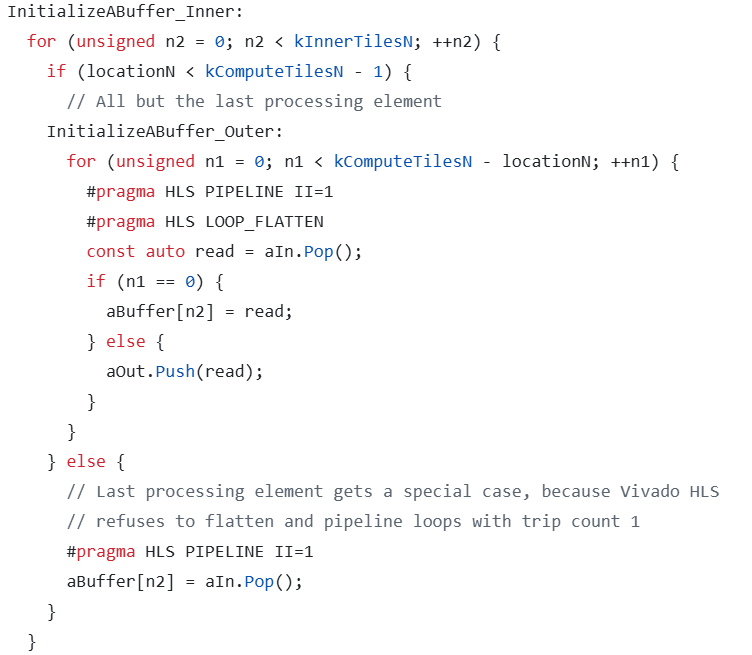 InitializeABuffer_Inner:
for (unsigned n2 = 0; n2 < kInnerTilesN; ++n2) {
if (locationN < kComputeTilesN - 1) {
// All but the last processing element
InitializeABuffer_Outer:
for (unsigned n1 = 0; n1 < kComputeTilesN - locationN; ++n1) {
#pragma HLS PIPELINE II=1
#pragma HLS LOOP_FLATTEN
const auto read = aIn.Pop();
if (n1 == 0) {
aBuffer[n2] = read;
} else {
aOut.Push(read);
}
}
} else {
// Last processing element gets a special case, because Vivado HLS
// refuses to flatten and pipeline loops with trip count 1
#pragma HLS PIPELINE II=1
aBuffer[n2] = aIn.Pop();
}
}